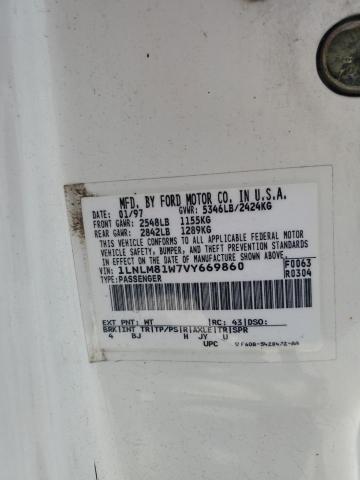 MFD. BY FORD MOTOR CO. IN U.S.A.
DATE: 01/97 GVWR: 5346LB/2424KG
FRONT GAWR: 2548LB 1155KG
REAR GAWR: 2842LB 1289KG
THIS VEHICLE CONFORMS TO ALL APPLICABLE FEDERAL MOTOR
VEHICLE SAFETY, BUMPER, AND THEFT PREVENTION STANDARDS
IN EFFECT ON THE DATE OF MANUFACTURE SHOWN ABOVE
VIN: 1LNLM81W7VY669860 F0063
TYPE: PASSENGER R0304
EXT PNT: WT RC: 43 DSO:
BRK INT TR TP/PS R AXLE TR SPR
4 BJ H JY U
UPC